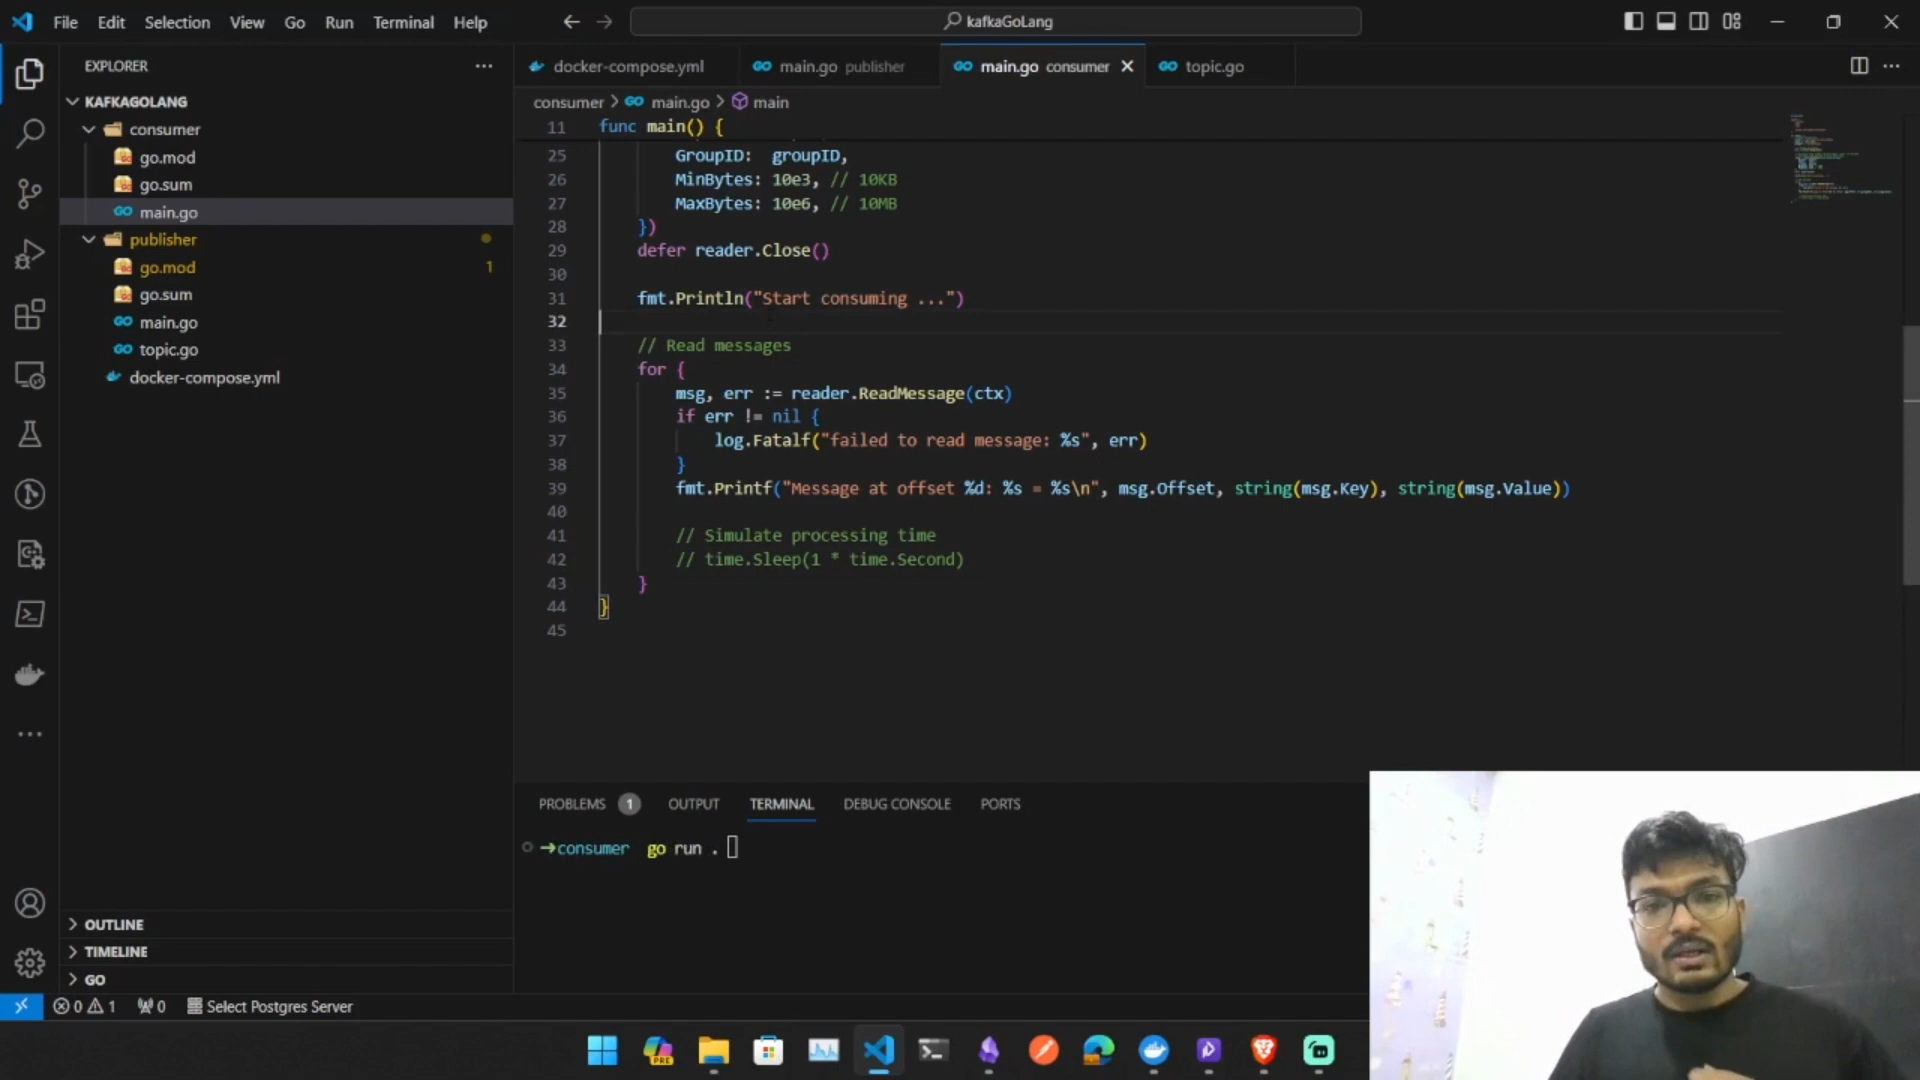 File Edit Selection View Go Run Terminal Help
kafkaGoLang
EXPLORER
docker-compose.yml
main.go publisher
main.go consumer
topic.go
KAFKAGOLANG
consumer
go.mod
go.sum
main.go
publisher
go.mod 1
go.sum
main.go
topic.go
docker-compose.yml
OUTLINE
TIMELINE
GO
consumer > main.go > main
11 func main() {
25 GroupID: groupID,
26 MinBytes: 10e3, // 10KB
27 MaxBytes: 10e6, // 10MB
28 })
29 defer reader.Close()
30
31 fmt.Println("Start consuming ...")
32
33 // Read messages
34 for {
35 msg, err := reader.ReadMessage(ctx)
36 if err != nil {
37 log.Fatalf("failed to read message: %s", err)
38 }
39 fmt.Printf("Message at offset %d: %s = %s\n", msg.Offset, string(msg.Key), string(msg.Value))
40
41 // Simulate processing time
42 // time.Sleep(1 * time.Second)
43 }
44 }
45
PROBLEMS 1 OUTPUT TERMINAL DEBUG CONSOLE PORTS
→consumer go run .
0 1 0 Select Postgres Server
PRE